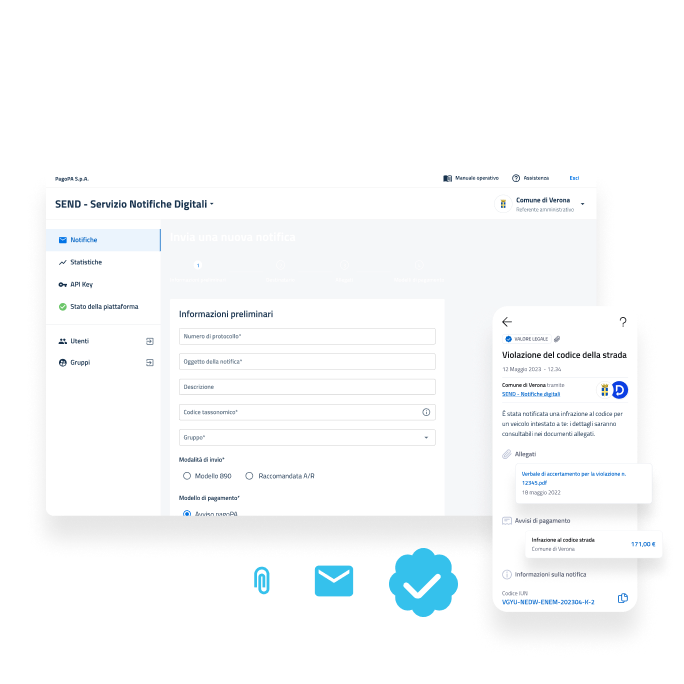 PagoPA S.p.A.
Manuale operativo
Assistenza
Esci
SEND - Servizio Notifiche Digitali
Comune di Verona
Referente amministrativo
Notifiche
Statistiche
API Key
Stato della piattaforma
Utenti
Gruppi
Invia una nuova notifica
1
Informazioni preliminari
Numero di protocollo*
Oggetto della notifica*
Descrizione
Codice tassonomico*
Gruppo*
Modalità di invio*
Modello 890
Raccomandata A/R
Modello di pagamento*
Avviso pagoPA
VALORE LEGALE
Violazione del codice della strada
12 Maggio 2023 - 12.34
Comune di Verona tramite
SEND - Notifiche digitali
È stata notificata una infrazione al codice per
un veicolo intestato a te: i dettagli saranno
consultabili nei documenti allegati.
Allegati
Verbale di accertamento per la violazione n.
12345.pdf
18 maggio 2022
Avvisi di pagamento
Infrazione al codice strada
Comune di Verona
171,00 €
Informazioni sulla notifica
Codice IUN
VGYU-NEDW-ENEM-202304-K-2